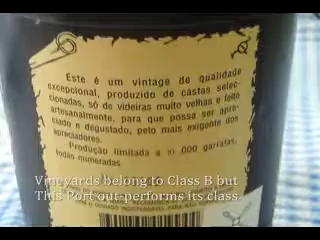 Este é um vintage de qualidade
excepcional, produzido de castas selec-
cionadas, só de videiras muito velhas e feito
artesanalmente, para que possa ser apre-
ciado e degustado, pelo mais exigente dos
apreciadores.
Produção limitada a 10.000 garrafas,
todas numeradas
Vineyards belong to Class B but
This Port out-performs its class.